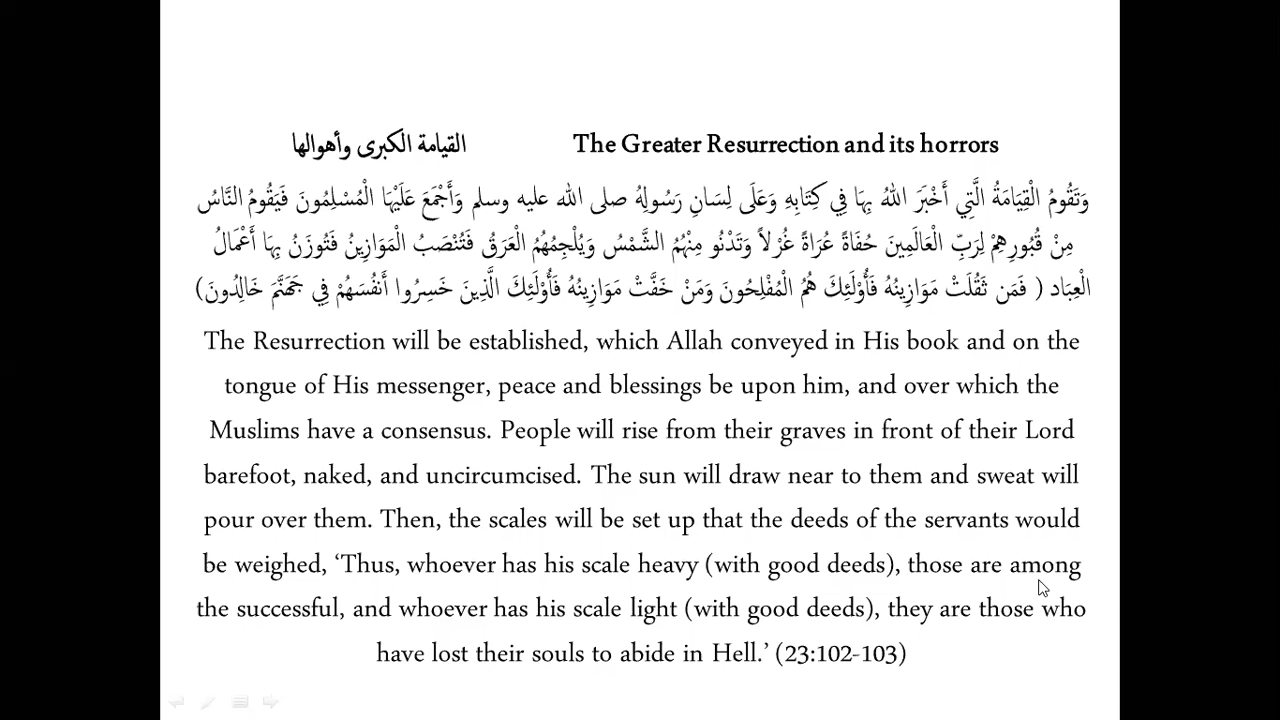 القيامة الكبرى وأهوالها The Greater Resurrection and its horrors
وَتَقُومُ الْقِيَامَةُ الَّتِي أَخْبَرَ اللهُ بِهَا فِي كِتَابِهِ وَعَلَى لِسَانِ رَسُولِهُ صلى الله عليه وسلم وَأَجْمَعَ عَلَيْهَا الْمُسْلِمُونَ فَيَقُومُ النَّاسُ
مِنْ قُبُورِهِمْ لِرَبِّ الْعَالَمِينَ حُفَاةً عُرَاةً غُرْلاً وَتَدْنُو مِنْهُمُ الشَّمْسُ وَيُلْجِمُهُمُ الْعَرَقُ فَتُنْصَبُ الْمَوَازِينُ فَتُوزَنُ بِهَا أَعْمَالُ
الْعِبَاد ( فَمَن ثَقُلَتْ مَوَازِينُهُ فَأُوْلَئِكَ هُمُ الْمُفْلِحُونَ وَمَنْ خَفَّتْ مَوَازِينُهُ فَأُوْلَئِكَ الَّذِينَ خَسِرُوا أَنفُسَهُمْ فِي جَهَنَّمَ خَالِدُونَ)
The Resurrection will be established, which Allah conveyed in His book and on the
tongue of His messenger, peace and blessings be upon him, and over which the
Muslims have a consensus. People will rise from their graves in front of their Lord
barefoot, naked, and uncircumcised. The sun will draw near to them and sweat will
pour over them. Then, the scales will be set up that the deeds of the servants would
be weighed, ‘Thus, whoever has his scale heavy (with good deeds), those are among
the successful, and whoever has his scale light (with good deeds), they are those who
have lost their souls to abide in Hell.’ (23:102-103)